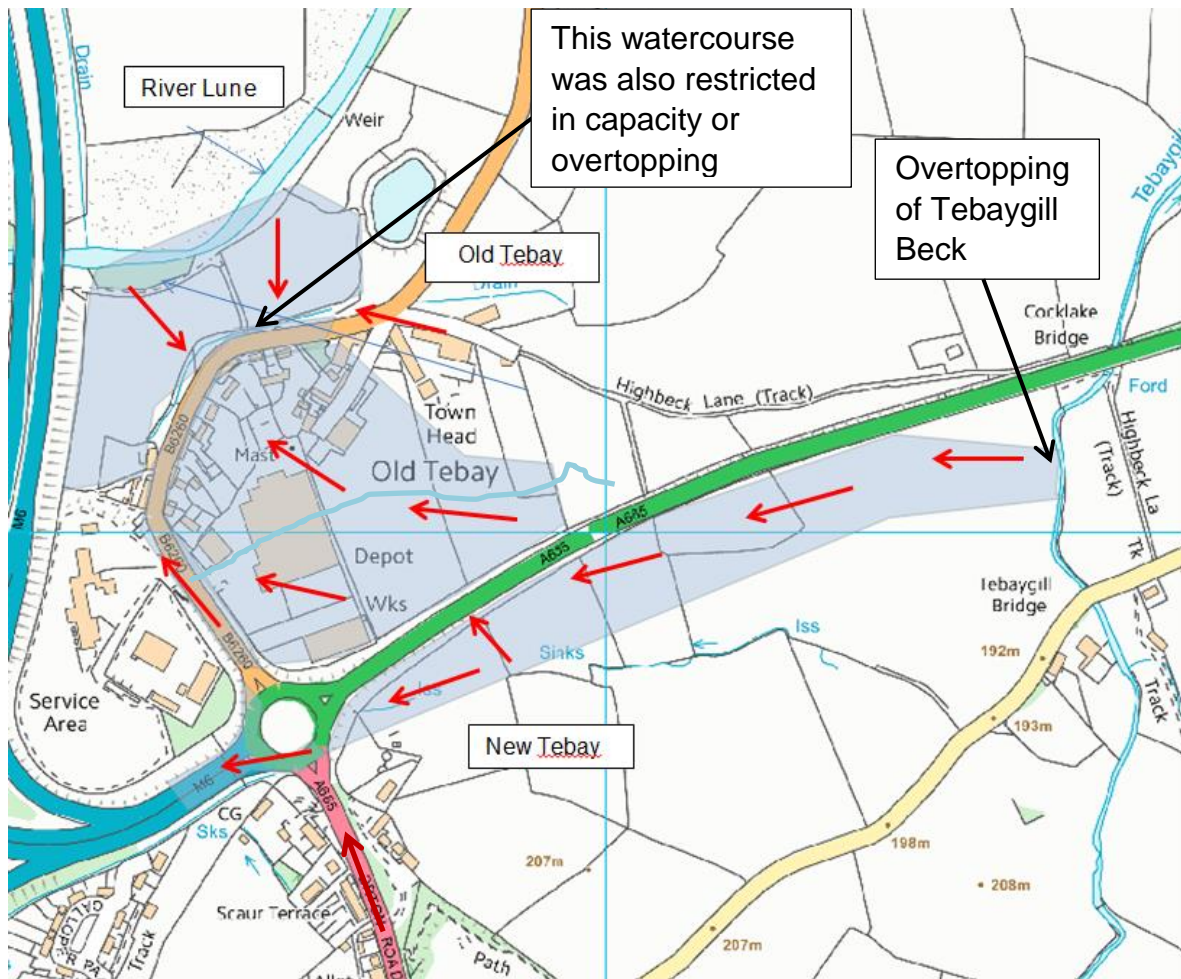 This watercourse
was also restricted
in capacity or
overtopping
River Lune
Drain
Weir
Overtopping
of Tebaygill
Beck
Old Tebay
Drain
Cocklake
Bridge
Ford
Highbeck Lane (Track)
Town
Head
Mast
Old Tebay
B6260
M6
A685
A685
Highbeck La
(Track)
Tk
Depot
Wks
B6260
B6260
Tebaygill
Bridge
Iss
Sinks
192m
Track
Service
Area
Iss
193m
New Tebay
M6
A685
CG
Sks
198m
207m
208m
Scaur Terrace
207m
Track
ROAD
Path